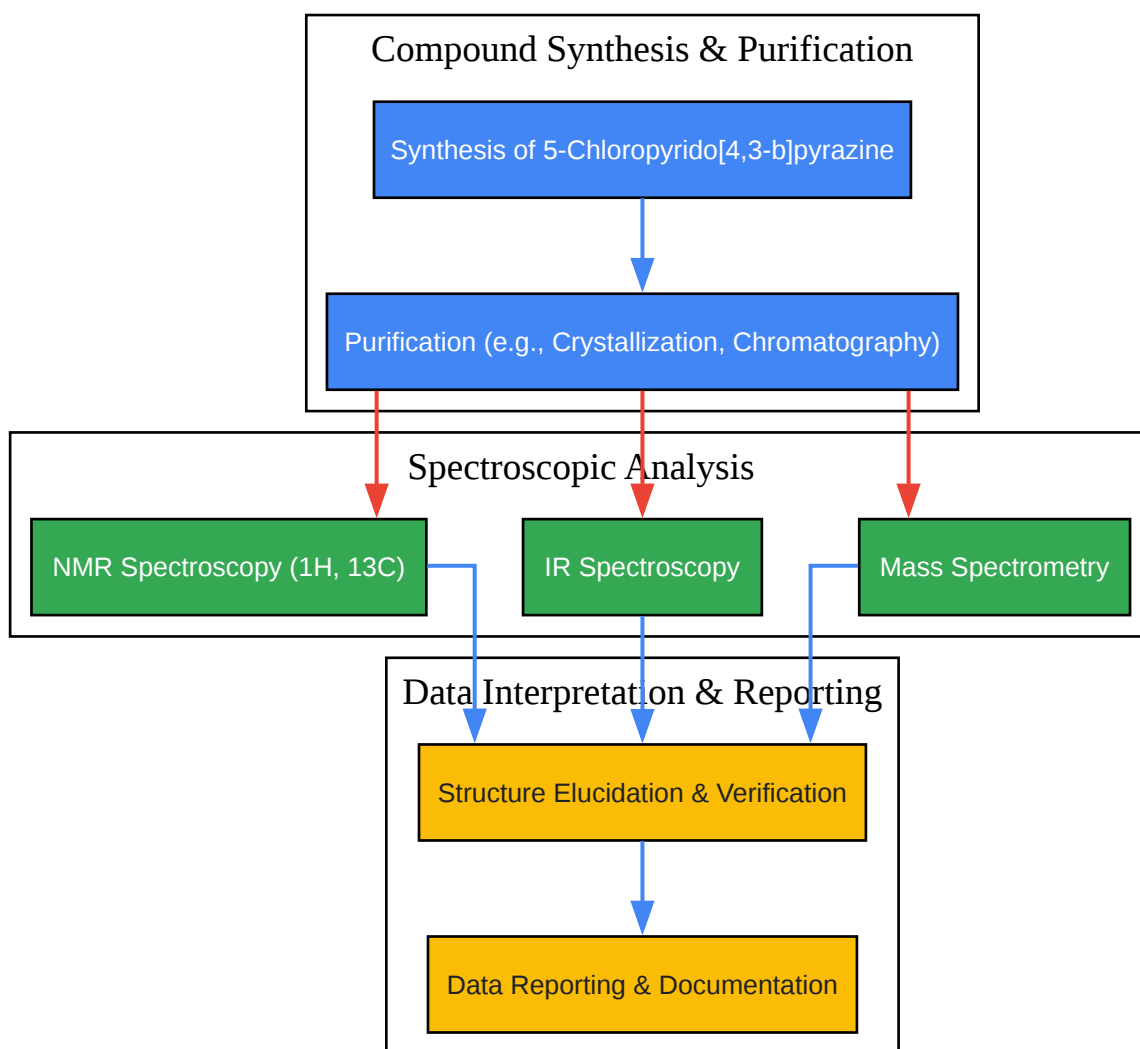 Compound Synthesis & Purification
Synthesis of 5-Chloropyrido[4,3-b]pyrazine
Purification (e.g., Crystallization, Chromatography)
Spectroscopic Analysis
NMR Spectroscopy (1H, 13C)
IR Spectroscopy
Mass Spectrometry
Data Interpretation & Reporting
Structure Elucidation & Verification
Data Reporting & Documentation